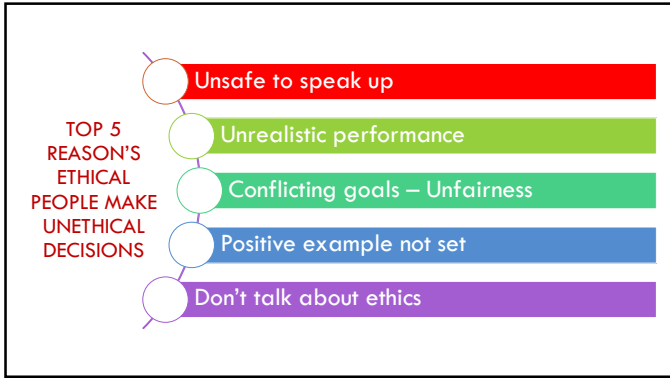 TOP 5
REASON'S
ETHICAL
PEOPLE MAKE
UNETHICAL
DECISIONS
Unsafe to speak up
Unrealistic performance
Conflicting goals – Unfairness
Positive example not set
Don't talk about ethics